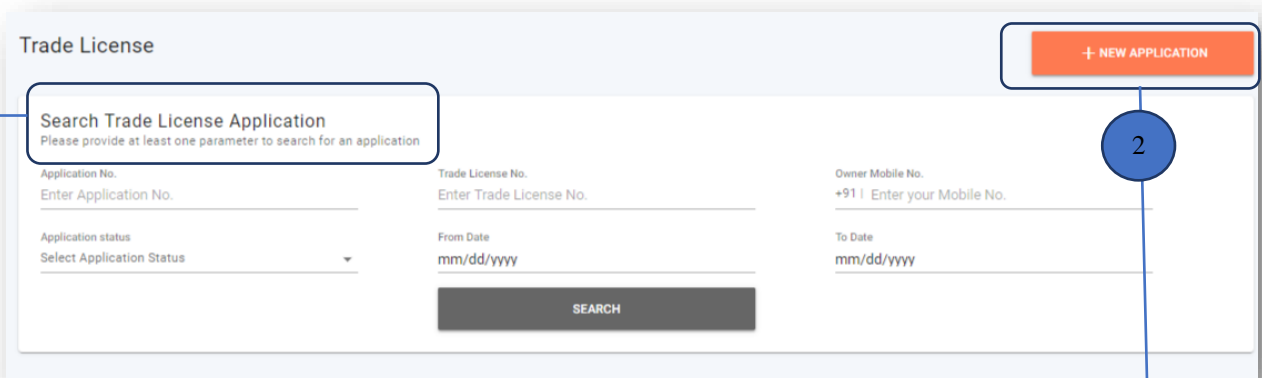 Trade License
+ NEW APPLICATION
Search Trade License Application
Please provide at least one parameter to search for an application
2
Application No.
Trade License No.
Owner Mobile No.
Enter Application No.
Enter Trade License No.
+91 | Enter your Mobile No.
Application status
From Date
To Date
Select Application Status
mm/dd/yyyy
mm/dd/yyyy
SEARCH